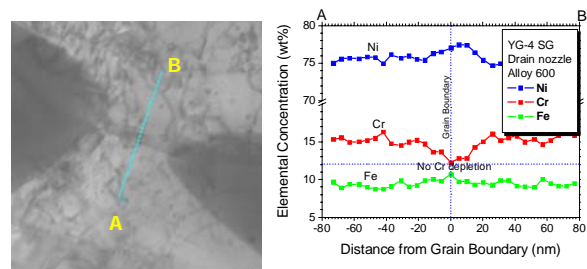 B
A
A
B
Elemental Concentration (wt%)
80
75
70
90
20
15
10
5
Ni
Cr
Fe
Grain Boundary
No Cr depletion
YG-4 SG
Drain nozzle
Alloy 600
Ni
Cr
Fe
-80 -60 -40 -20 0 20 40 60 80
Distance from Grain Boundary (nm)